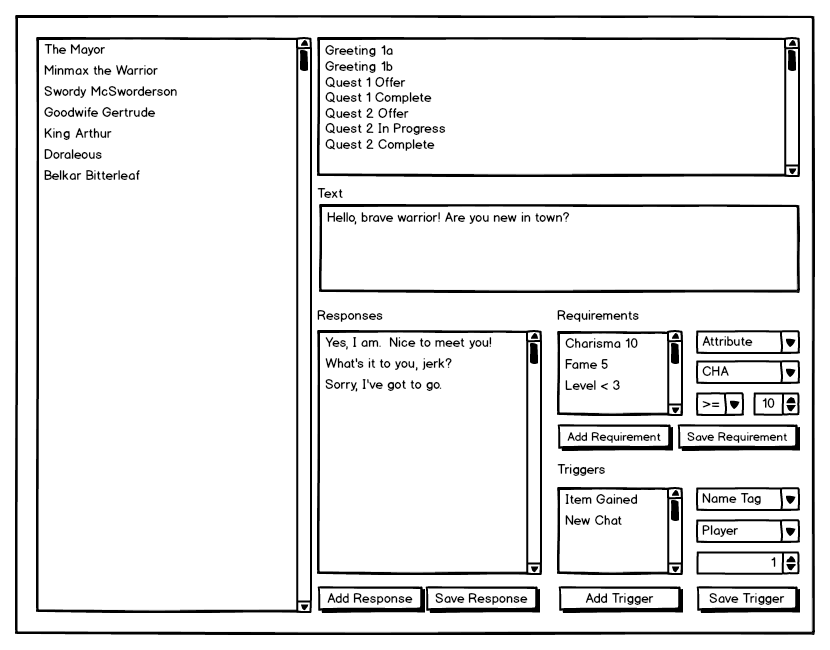 The Mayor
Minmax the Warrior
Swordy McSworderson
Goodwife Gertrude
King Arthur
Doraleous
Belkar Bitterleaf
Greeting 1a
Greeting 1b
Quest 1 Offer
Quest 1 Complete
Quest 2 Offer
Quest 2 In Progress
Quest 2 Complete
Text
Hello, brave warrior! Are you new in town?
Responses
Yes, I am.  Nice to meet you!
What's it to you, jerk?
Sorry, I've got to go.
Add Response
Save Response
Requirements
Charisma 10
Fame 5
Level < 3
Attribute
CHA
>=
10
Add Requirement
Save Requirement
Triggers
Item Gained
New Chat
Name Tag
Player
1
Add Trigger
Save Trigger